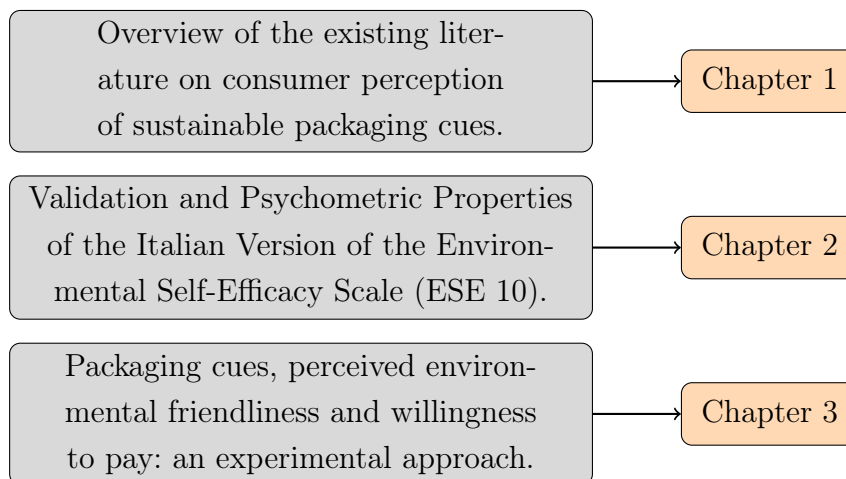 Overview of the existing liter-
ature on consumer perception
of sustainable packaging cues.
Chapter 1
Validation and Psychometric Properties
of the Italian Version of the Environ-
mental Self-Efficacy Scale (ESE 10).
Chapter 2
Packaging cues, perceived environ-
mental friendliness and willingness
to pay: an experimental approach.
Chapter 3